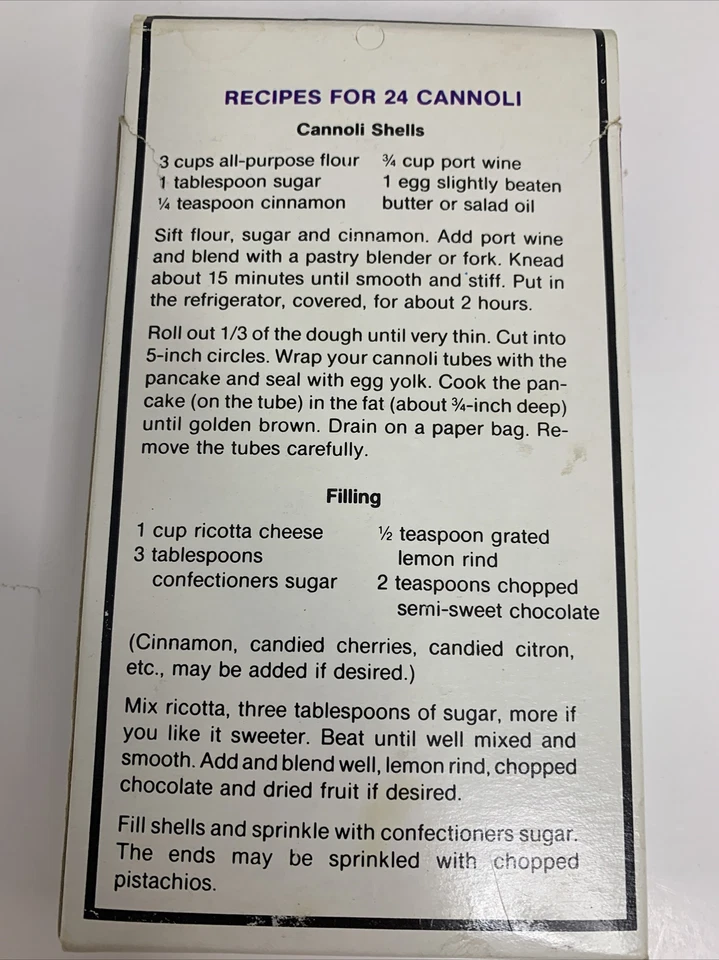 RECIPES FOR 24 CANNOLI
Cannoli Shells
3 cups all-purpose flour
1 tablespoon sugar
¼ teaspoon cinnamon
¾ cup port wine
1 egg slightly beaten
butter or salad oil
Sift flour, sugar and cinnamon. Add port wine
and blend with a pastry blender or fork. Knead
about 15 minutes until smooth and stiff. Put in
the refrigerator, covered, for about 2 hours.
Roll out 1/3 of the dough until very thin. Cut into
5-inch circles. Wrap your cannoli tubes with the
pancake and seal with egg yolk. Cook the pan-
cake (on the tube) in the fat (about ¾-inch deep)
until golden brown. Drain on a paper bag. Re-
move the tubes carefully.
Filling
1 cup ricotta cheese
3 tablespoons
confectioners sugar
½ teaspoon grated
lemon rind
2 teaspoons chopped
semi-sweet chocolate
(Cinnamon, candied cherries, candied citron,
etc., may be added if desired.)
Mix ricotta, three tablespoons of sugar, more if
you like it sweeter. Beat until well mixed and
smooth. Add and blend well, lemon rind, chopped
chocolate and dried fruit if desired.
Fill shells and sprinkle with confectioners sugar.
The ends may be sprinkled with chopped
pistachios.